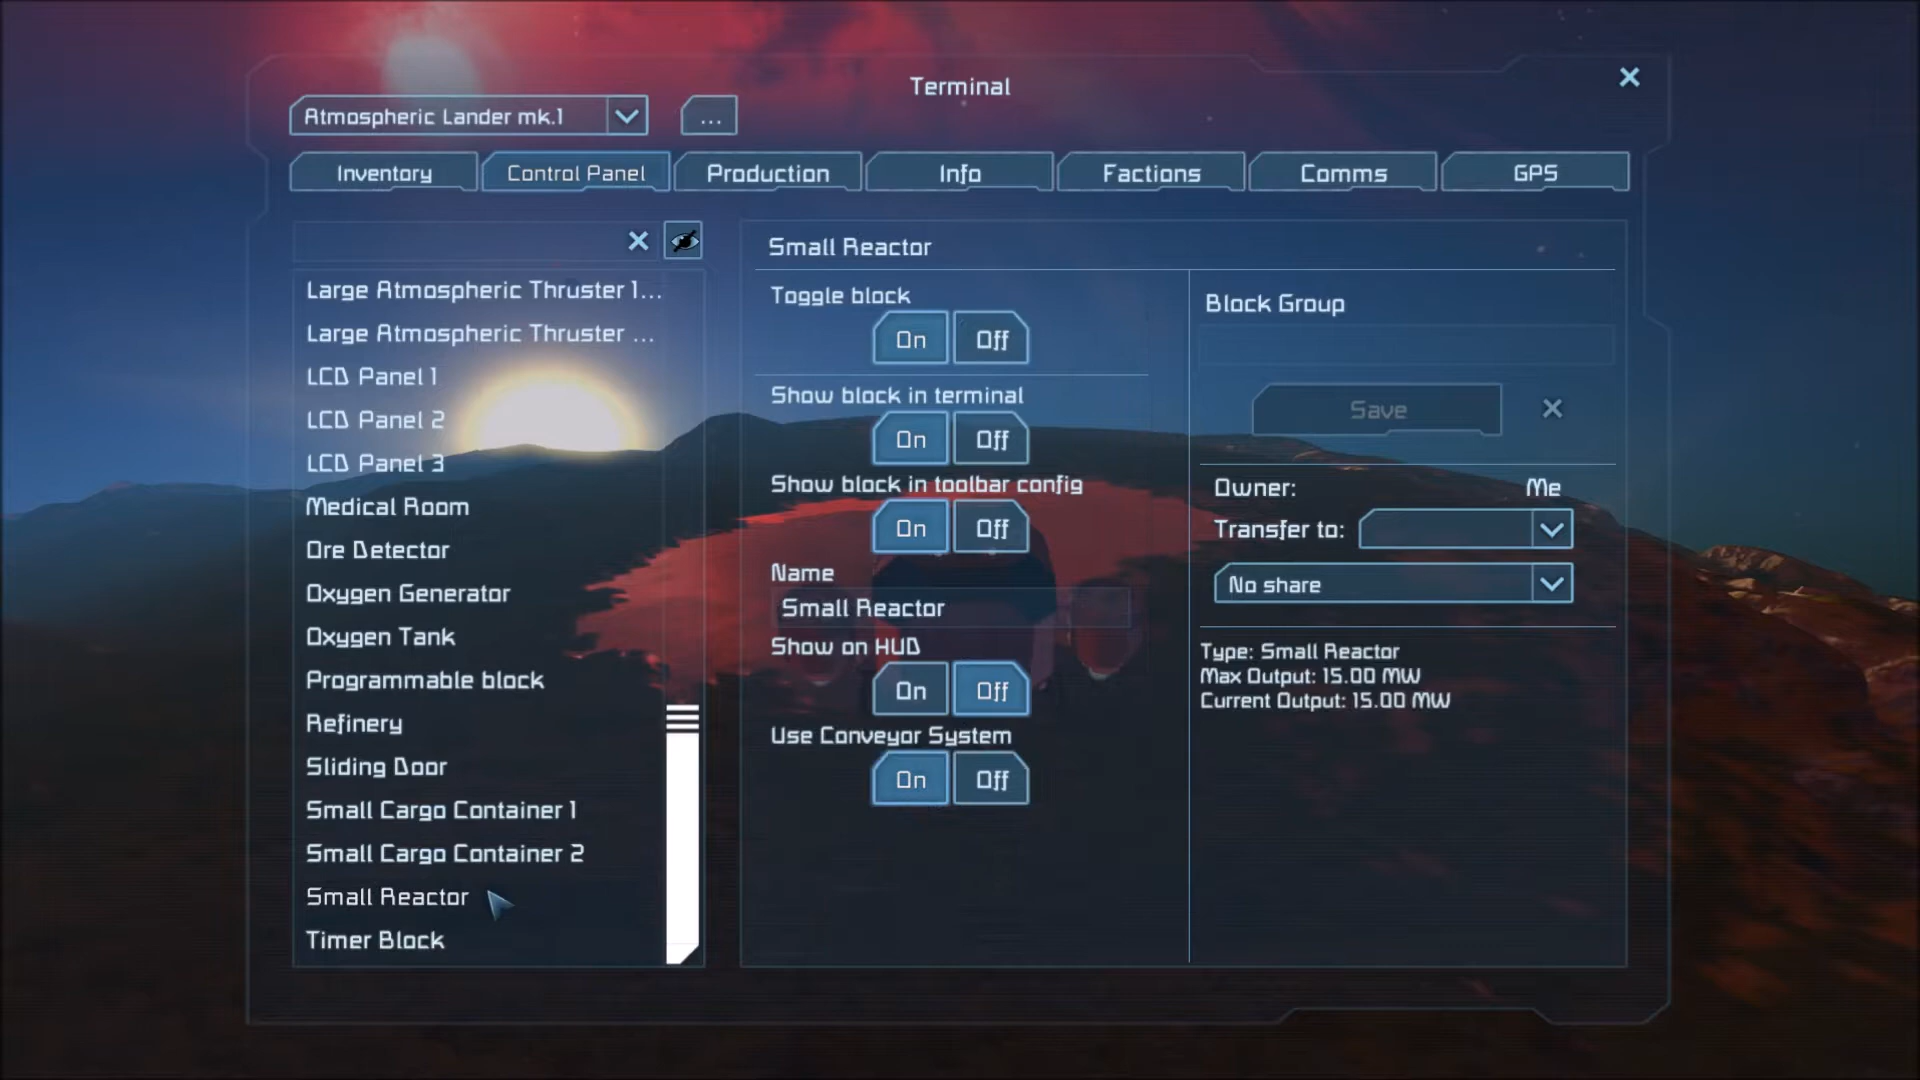 Terminal
Atmospheric Lander mk.1
...
Inventory
Control Panel
Production
Info
Factions
Comms
GPS
Large Atmospheric Thruster 1...
Large Atmospheric Thruster ...
LCD Panel 1
LCD Panel 2
LCD Panel 3
Medical Room
Ore Detector
Oxygen Generator
Oxygen Tank
Programmable block
Refinery
Sliding Door
Small Cargo Container 1
Small Cargo Container 2
Small Reactor
Timer Block
Small Reactor
Toggle block
On Off
Show block in terminal
On Off
Show block in toolbar config
On Off
Name
Small Reactor
Show on HUD
On Off
Use Conveyor System
On Off
Block Group
Save
Owner: Me
Transfer to:
No share
Type: Small Reactor
Max Output: 15.00 MW
Current Output: 15.00 MW